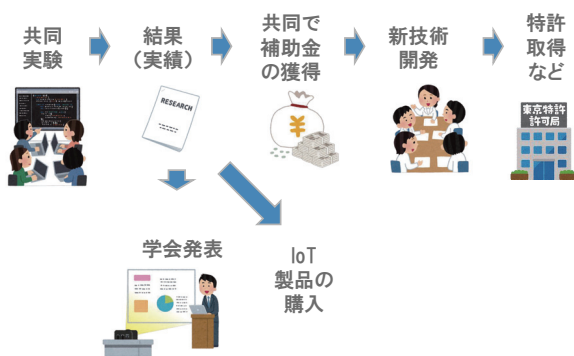 共同
実験
結果
（実績）
共同で
補助金
の獲得
新技術
開発
特許
取得
など
RESEARCH
¥
東京特許
許可局
学会発表
IoT
製品の
購入